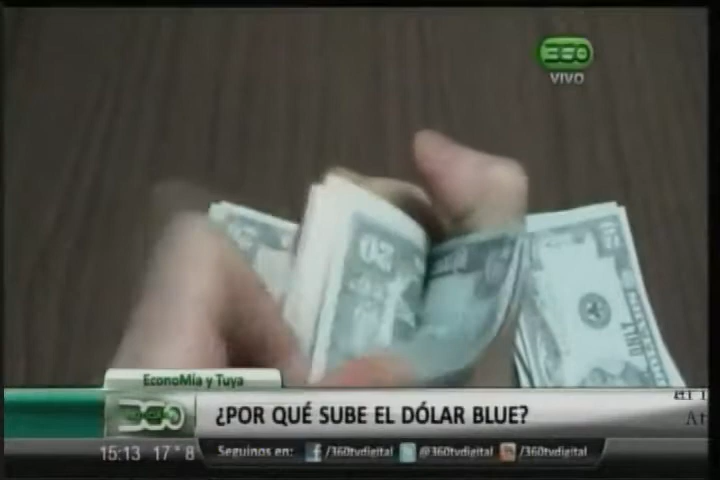 360
VIVO
EconoMía y Tuya
360
¿POR QUÉ SUBE EL DÓLAR BLUE?
15:13 17° 8 Seguinos en: /360tvdigital @360tvdigital /360tvdigital
20